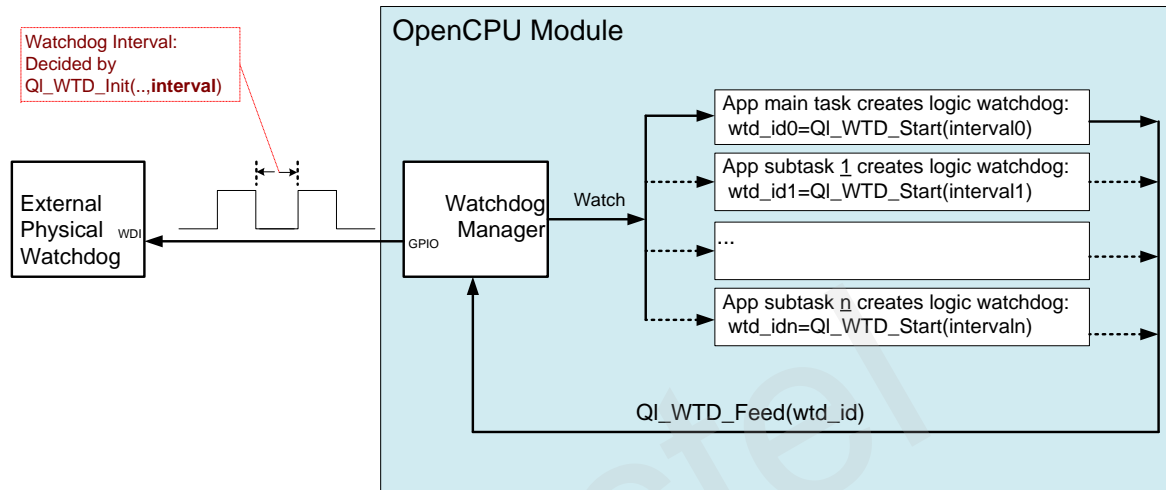 OpenCPU Module
Watchdog Interval:
Decided by
Ql_WTD_Init(..,interval)
App main task creates logic watchdog:
wtd_id0=Ql_WTD_Start(interval0)
App subtask 1 creates logic watchdog:
wtd_id1=Ql_WTD_Start(interval1)
...
App subtask n creates logic watchdog:
wtd_idn=Ql_WTD_Start(intervaln)
External
Physical
Watchdog
WDI
GPIO
Watchdog
Manager
Watch
Ql_WTD_Feed(wtd_id)